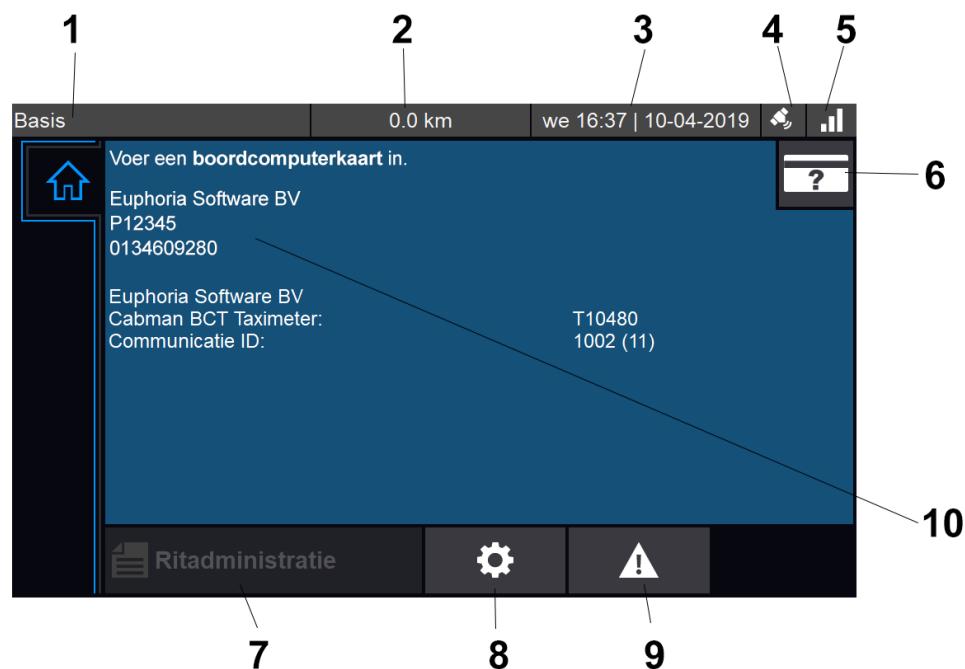 1 2 3 4 5
Basis 0.0 km we 16:37 | 10-04-2019
Voer een boordcomputerkaart in.
? 6
Euphoria Software BV
P12345
0134609280
Euphoria Software BV
Cabman BCT Taximeter: T10480
Communicatie ID: 1002 (11)
10
Ritadministratie
7 8 9